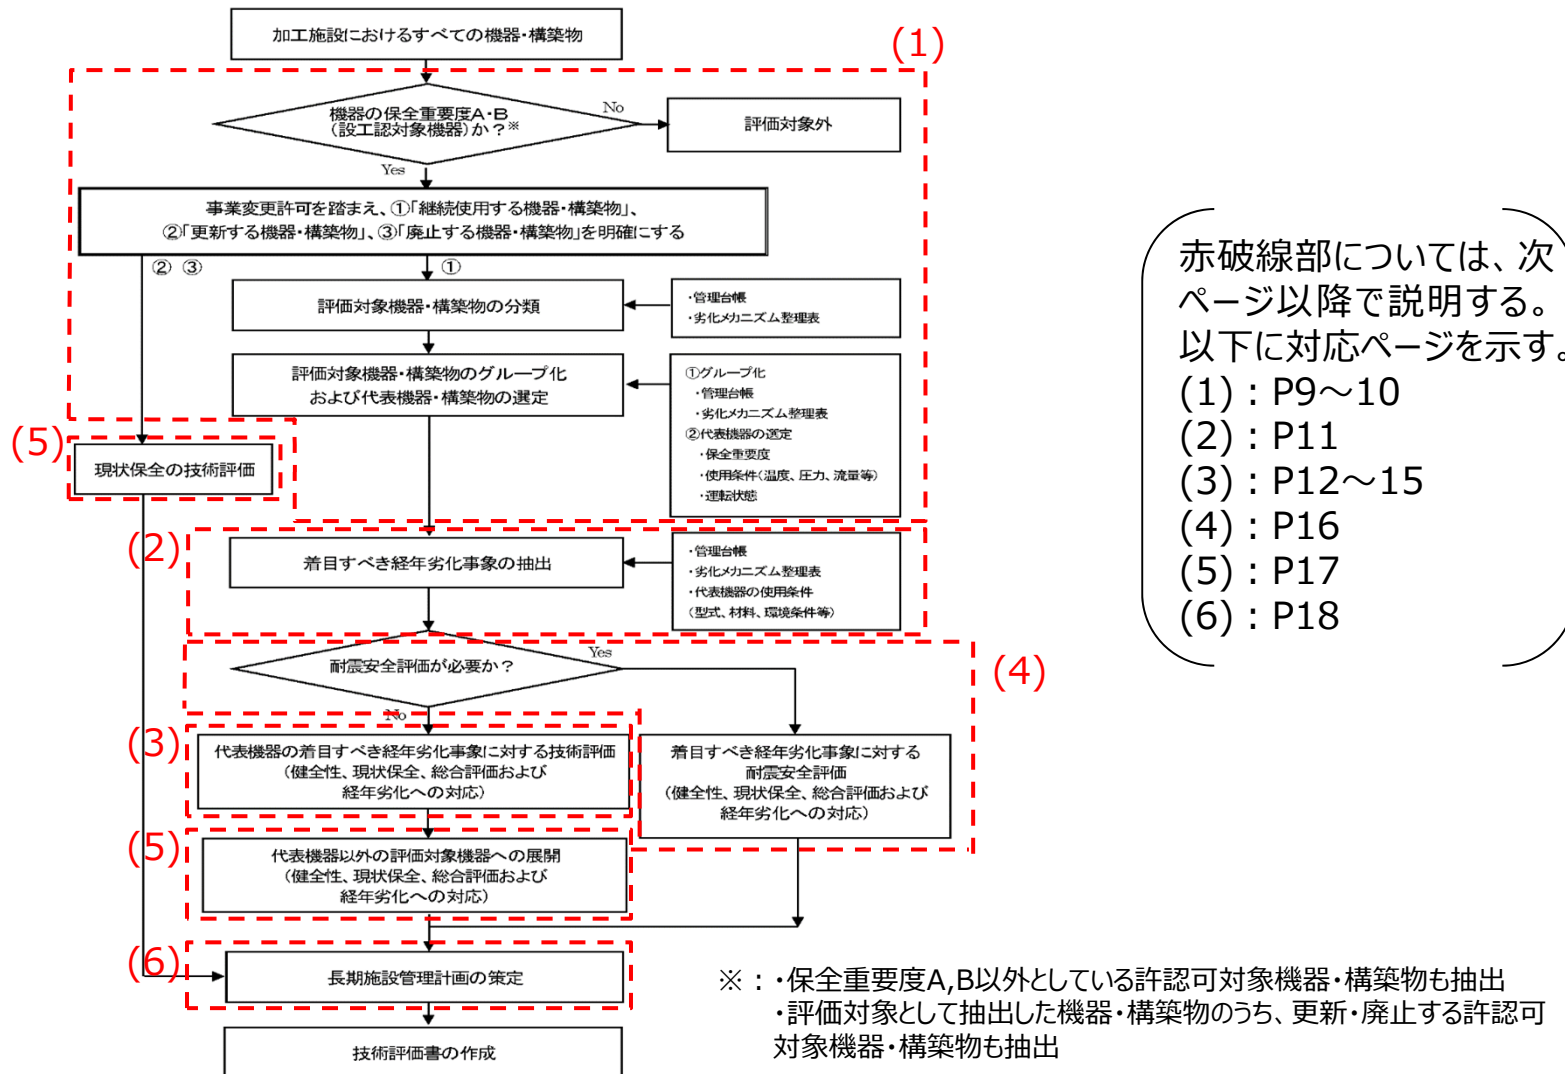 加工施設におけるすべての機器・構築物
(1)
機器の保全重要度A・B
(設工認対象機器)か？※
No
評価対象外
Yes
事業変更許可を踏まえ、①「継続使用する機器・構築物」、
②「更新する機器・構築物」、③「廃止する機器・構築物」を明確にする
② ③
①
評価対象機器・構築物の分類
・管理台帳
・劣化メカニズム整理表
評価対象機器・構築物のグループ化
および代表機器・構築物の選定
①グループ化
・管理台帳
・劣化メカニズム整理表
②代表機器の選定
・保全重要度
・使用条件(温度、圧力、流量等)
・運転状態
(5)
現状保全の技術評価
(2)
着目すべき経年劣化事象の抽出
・管理台帳
・劣化メカニズム整理表
・代表機器の使用条件
(型式、材料、環境条件等)
耐震安全評価が必要か？
Yes
(4)
No
(3)
代表機器の着目すべき経年劣化事象に対する技術評価
(健全性、現状保全、総合評価および
経年劣化への対応)
着目すべき経年劣化事象に対する
耐震安全評価
(健全性、現状保全、総合評価および
経年劣化への対応)
(5)
代表機器以外の評価対象機器への展開
(健全性、現状保全、総合評価および
経年劣化への対応)
(6)
長期施設管理計画の策定
技術評価書の作成
赤破線部については、次
ページ以降で説明する。
以下に対応ページを示す。
(1)：P9～10
(2)：P11
(3)：P12～15
(4)：P16
(5)：P17
(6)：P18
※：・保全重要度A,B以外としている許認可対象機器・構築物も抽出
・評価対象として抽出した機器・構築物のうち、更新・廃止する許認可
対象機器・構築物も抽出